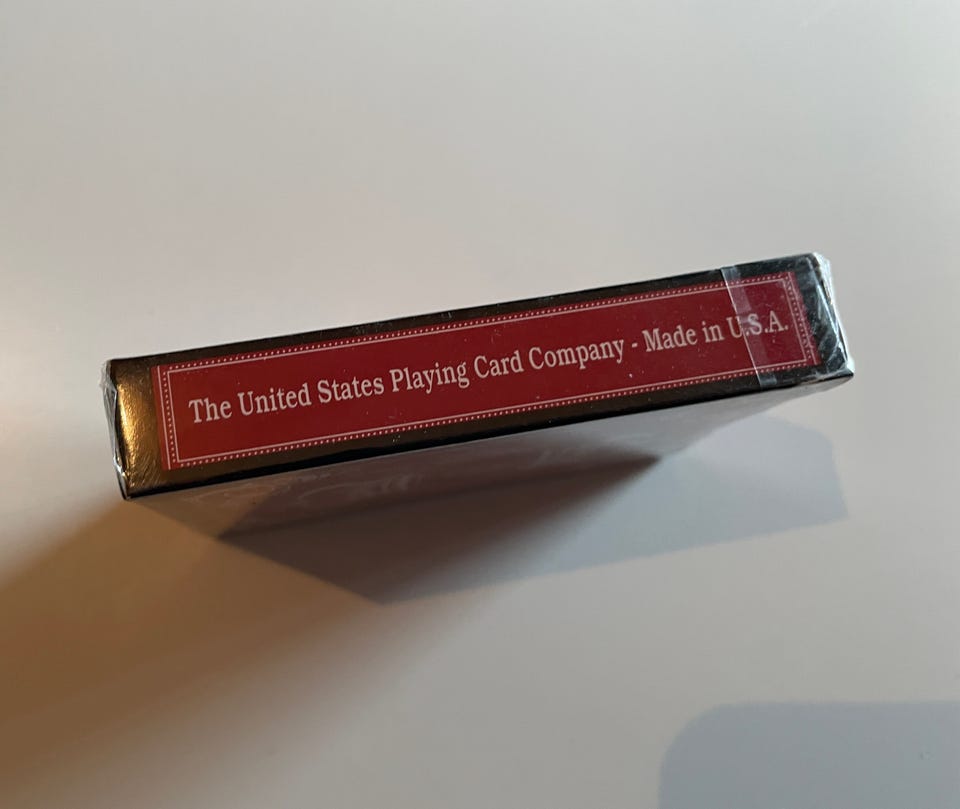 The United States Playing Card Company - Made in U.S.A.